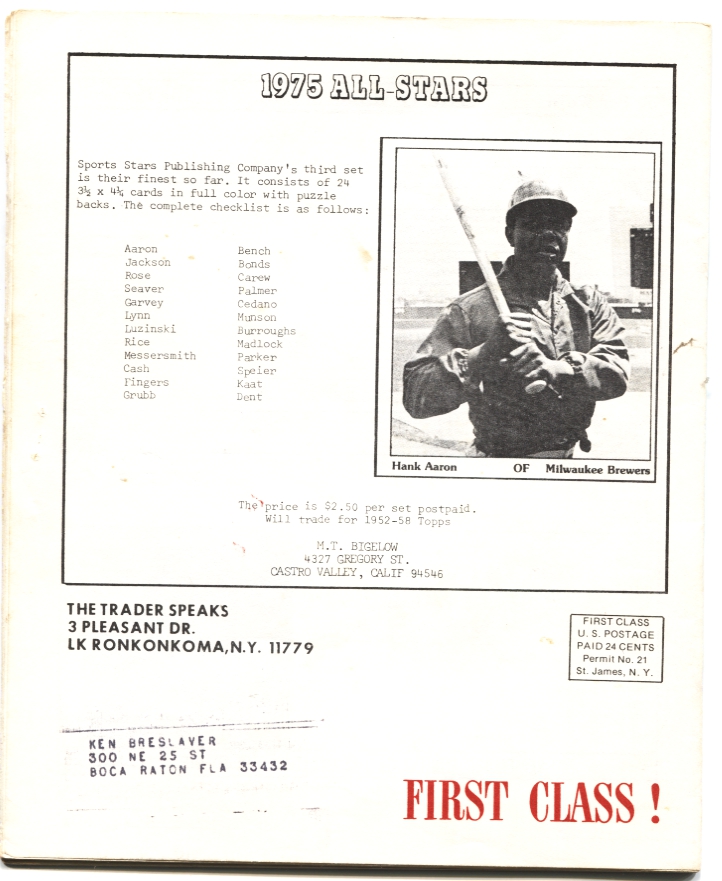 1975 ALL-STARS
Sports Stars Publishing Company's third set
is their finest so far. It consists of 24
3½ x 4¼ cards in full color with puzzle
backs. The complete checklist is as follows:
Aaron
Jackson
Rose
Seaver
Garvey
Lynn
Luzinski
Rice
Messersmith
Cash
Fingers
Grubb
Bench
Bonds
Carew
Palmer
Cedano
Munson
Burroughs
Madlock
Parker
Speier
Kaat
Dent
Hank Aaron OF Milwaukee Brewers
The price is $2.50 per set postpaid.
Will trade for 1952-58 Topps
M.T. BIGELOW
4327 GREGORY ST.
CASTRO VALLEY, CALIF 94546
THE TRADER SPEAKS
3 PLEASANT DR.
LK RONKONKOMA, N.Y. 11779
FIRST CLASS
U. S. POSTAGE
PAID 24 CENTS
Permit No. 21
St. James, N. Y.
KEN BRESLAVER
300 NE 25 ST
BOCA RATON FLA 33432
FIRST CLASS !